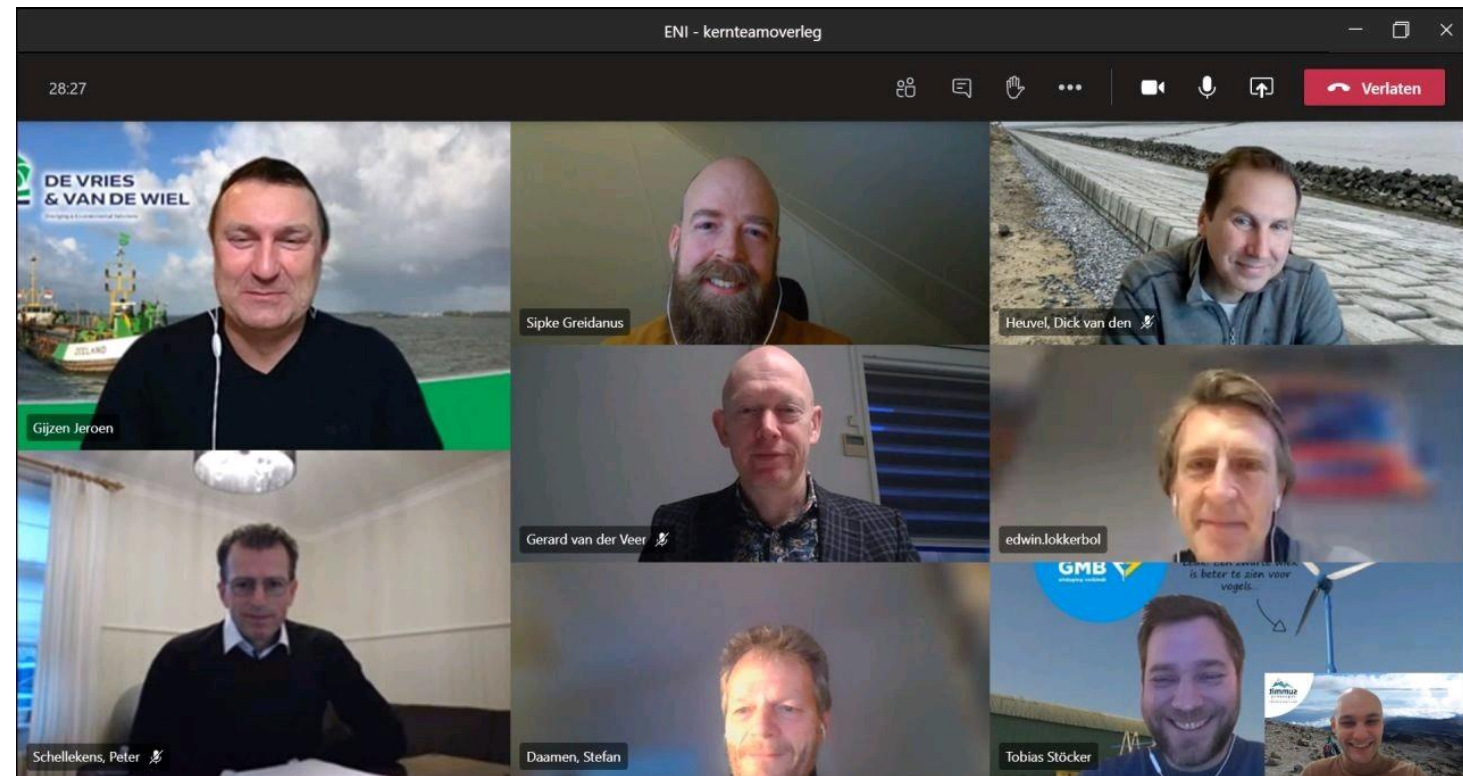 ENI - kernteamoverleg
28:27
Verlaten
DE VRIES
& VAN DE WIEL
ZEELAND
Gijzen Jeroen
Sipke Greidanus
Heuvel, Dick van den
Gerard van der Veer
edwin.lokkerbol
Schellekens, Peter
Daamen, Stefan
GMB
is beter te zien voor
vogels...
Tobias Stöcker
summit